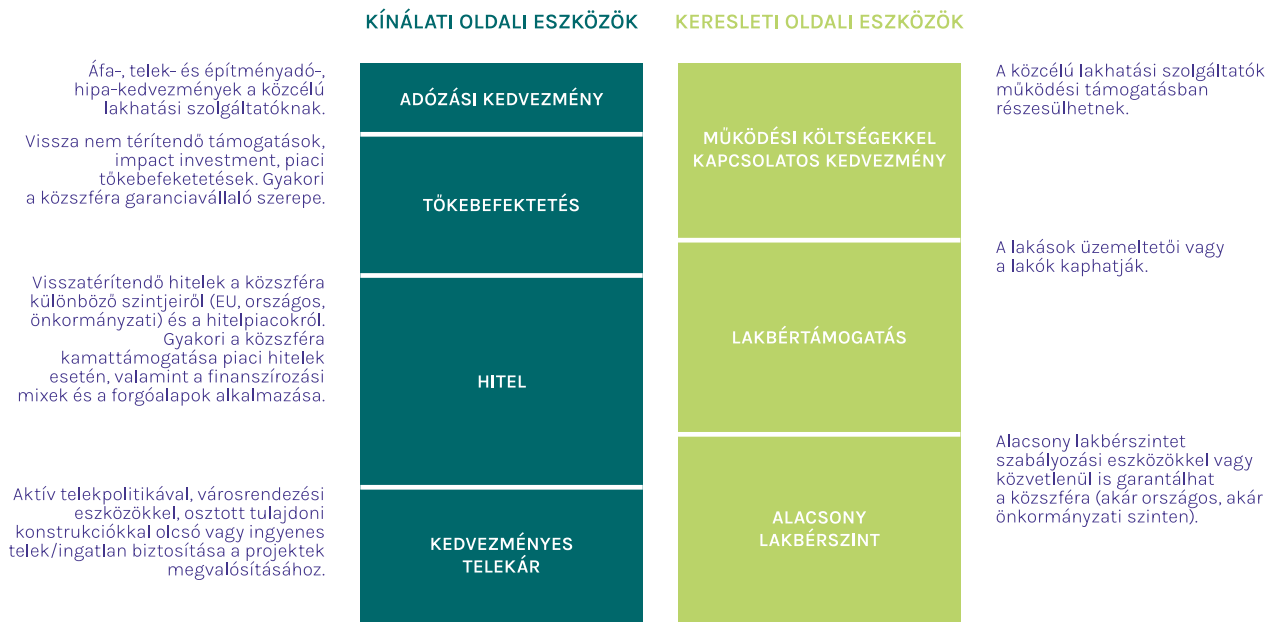 KÍNÁLATI OLDALI ESZKÖZÖK
Áfa-, telek- és építményadó-,
hipa-kedvezmények a közcélú
lakhatási szolgáltatóknak.
ADÓZÁSI KEDVEZMÉNY
Vissza nem térítendő támogatások,
impact investment, piaci
tőkebefeketetések. Gyakori
a közszféra garanciavállaló szerepe.
TŐKEBEFEKTETÉS
Visszatérítendő hitelek a közszféra
különböző szintjeiről (EU, országos,
önkormányzati) és a hitelpiacokról.
Gyakori a közszféra
kamattámogatása piaci hitelek
esetén, valamint a finanszírozási
mixek és a forgóalapok alkalmazása.
HITEL
Aktív telekpolitikával, városrendezési
eszközökkel, osztott tulajdoni
konstrukciókkal olcsó vagy ingyenes
telek/ingatlan biztosítása a projektek
megvalósításához.
KEDVEZMÉNYES
TELEKÁR
KERESLETI OLDALI ESZKÖZÖK
MŰKÖDÉSI KÖLTSÉGEKKEL
KAPCSOLATOS KEDVEZMÉNY
A közcélú lakhatási szolgáltatók
működési támogatásban
részesülhetnek.
LAKBÉRTÁMOGATÁS
A lakások üzemeltetői vagy
a lakók kaphatják.
ALACSONY
LAKBÉRSZINT
Alacsony lakbérszintet
szabályozási eszközökkel vagy
közvetlenül is garantálhat
a közszféra (akár országos, akár
önkormányzati szinten).